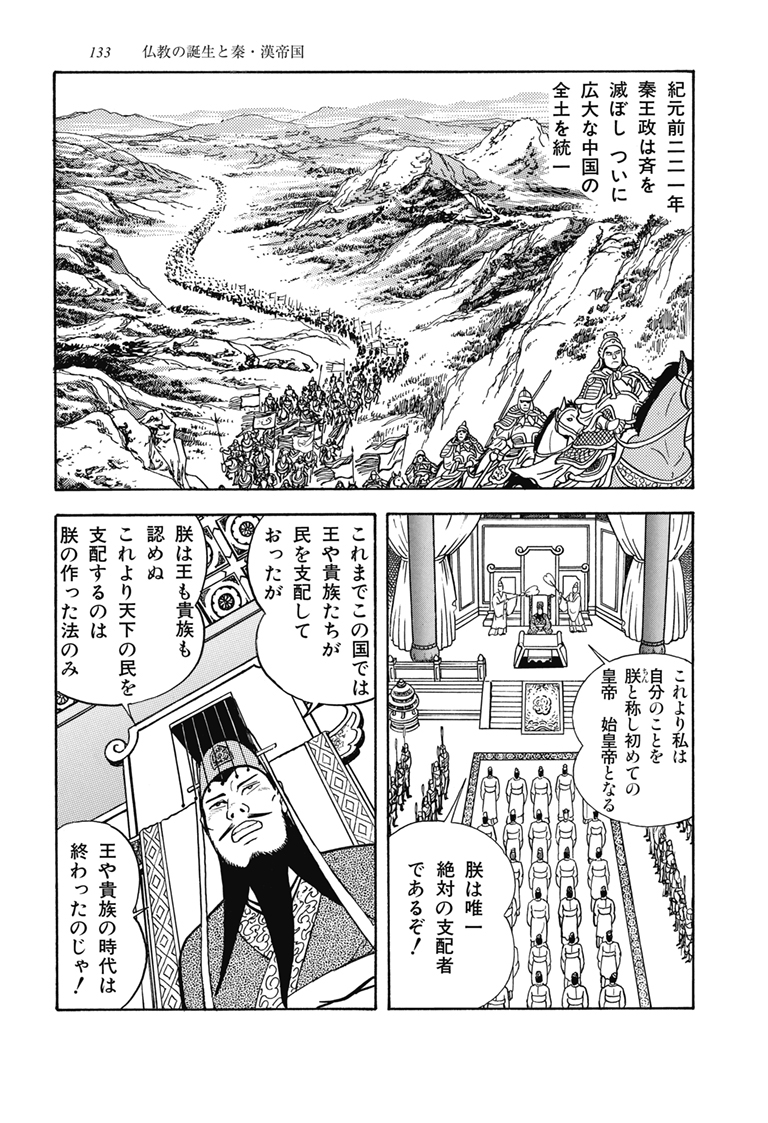 133 仏教の誕生と秦・漢帝国
紀元前二二一年
秦王政は斉を
滅ぼし ついに
広大な中国の
全土を統一
これより私は
自分のことを
朕と称し初めての
ちん
皇帝 始皇帝となる
朕は唯一
絶対の支配者
であるぞ!
これまでこの国では
王や貴族たちが
民を支配して
おったが
朕は王も貴族も
認めぬ
これより天下の民を
支配するのは
朕の作った法のみ
王や貴族の時代は
終わったのじゃ!